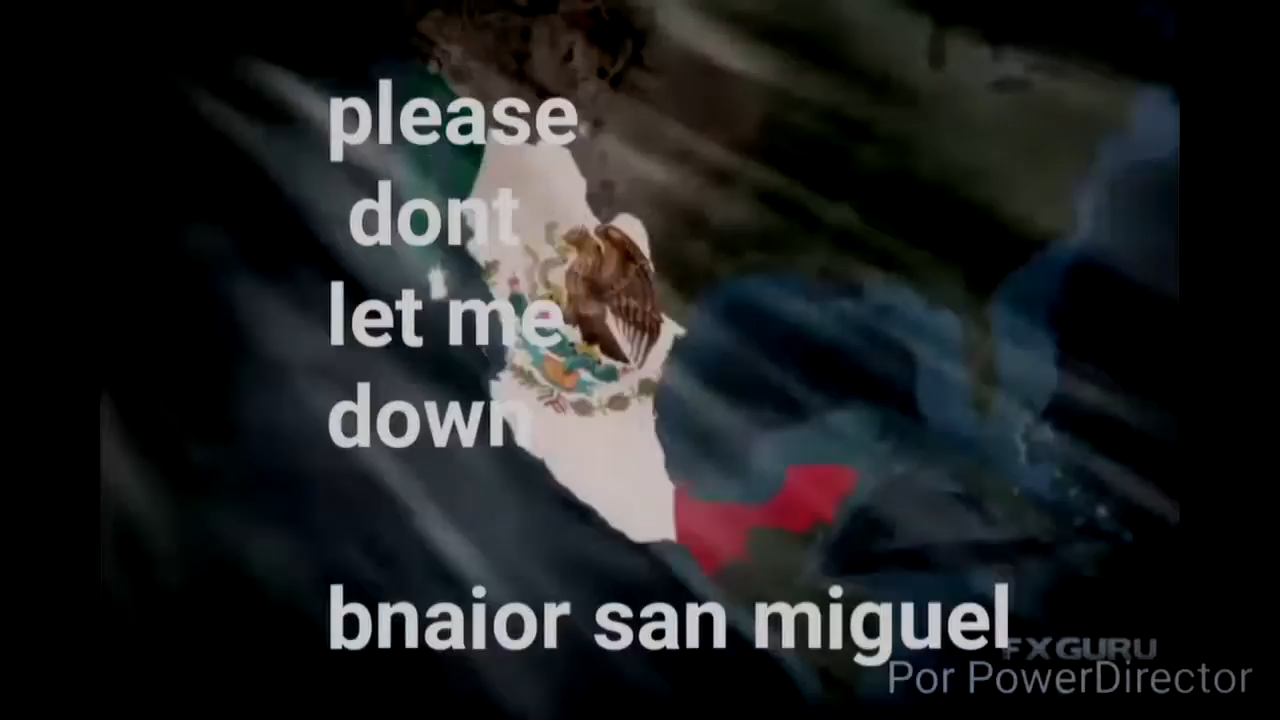 please
dont
let me
down
bnaior san miguel
FXGURU
Por PowerDirector